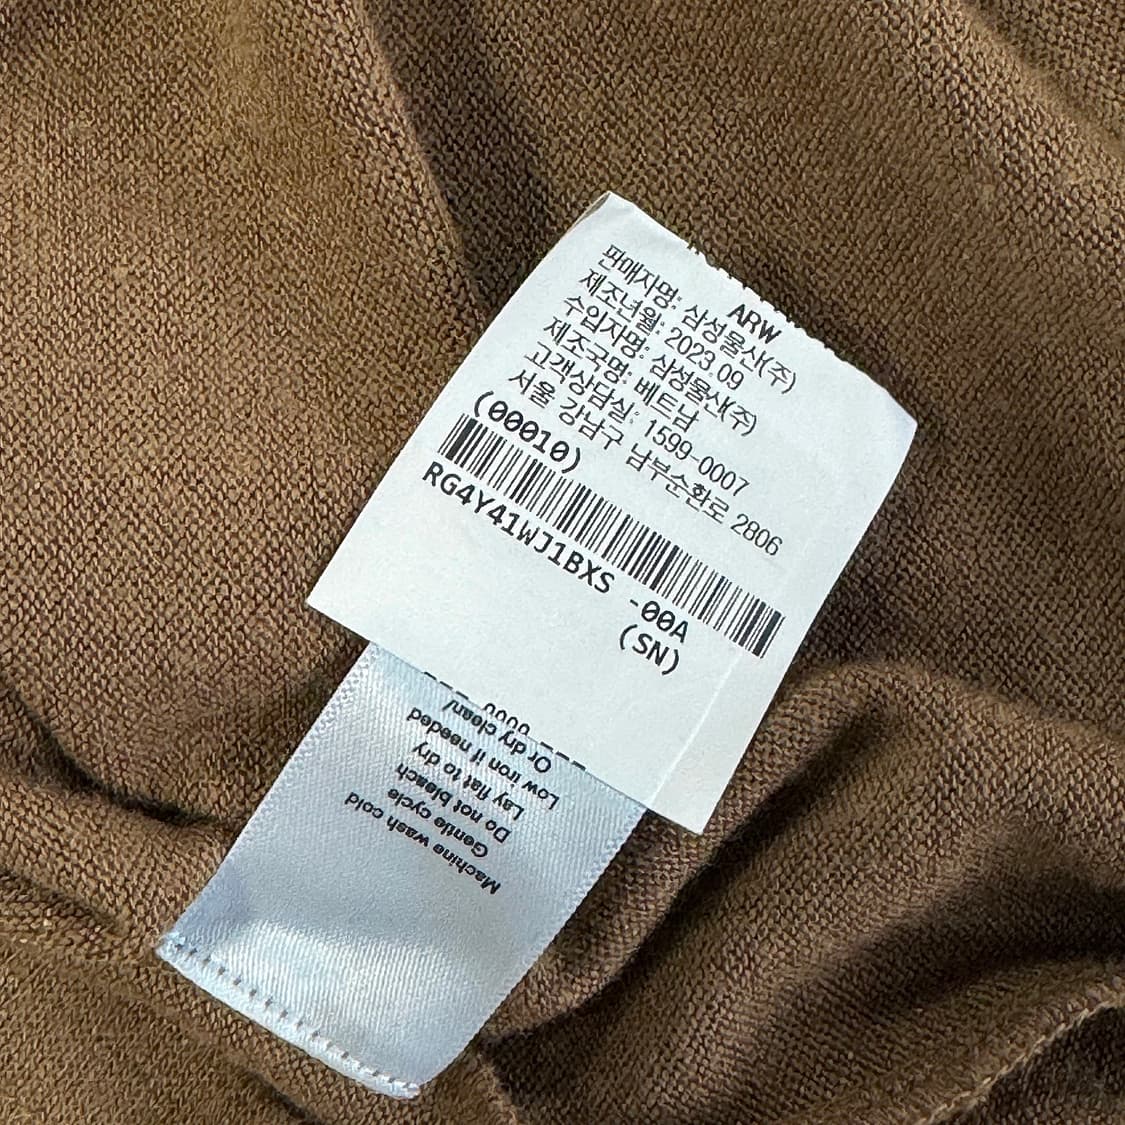 ARW
판매자명: 삼성물산(주)
제조년월: 2023.09
수입자명: 삼성물산(주)
제조국명: 베트남
고객상담실: 1599-0007
서울 강남구 남부순환로 2806
(00010)
RG4Y41WJ1BXS -00A
(SN)
Machine wash cold
Gentle cycle
Do not bleach
Lay flat to dry
Low iron if needed
Or dry clean/